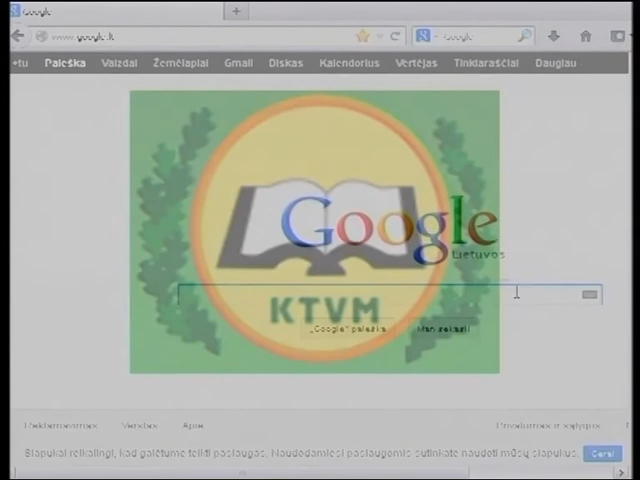 Google
www.google.lt
Google
+tu Paieška Vaizdai Žemėlapiai Gmail Diskas Kalendorius Vertėjas Tinklaraščiai Daugiau
Google
Lietuvos
KTVM
„Google“ paieška Man sekasi!
Reklamavimas Verslas Apie Privatumas ir sąlygos
Slapukai reikalingi, kad galėtume teikti paslaugas. Naudodamiesi paslaugomis sutinkate naudoti mūsų slapukus. Gerai